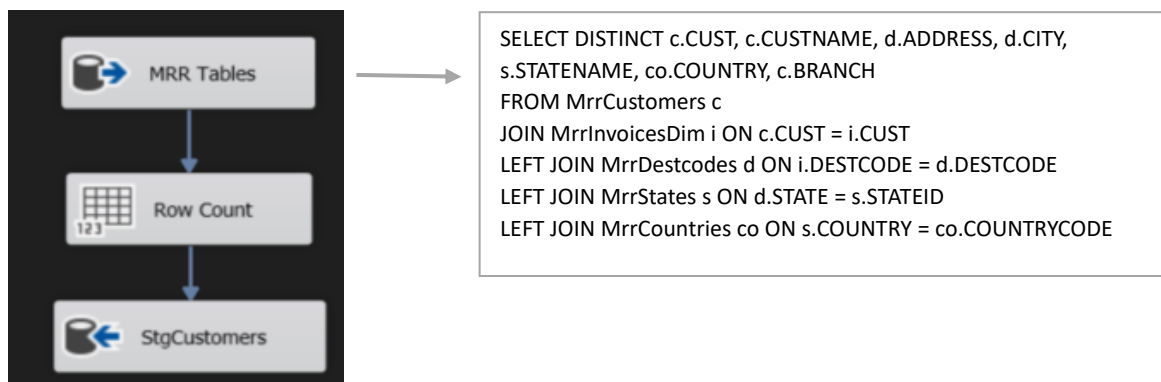 MRR Tables
123
Row Count
StgCustomers
SELECT DISTINCT c.CUST, c.CUSTNAME, d.ADDRESS, d.CITY,
s.STATENAME, co.COUNTRY, c.BRANCH
FROM MrrCustomers c
JOIN MrrInvoicesDim i ON c.CUST = i.CUST
LEFT JOIN MrrDestcodes d ON i.DESTCODE = d.DESTCODE
LEFT JOIN MrrStates s ON d.STATE = s.STATEID
LEFT JOIN MrrCountries co ON s.COUNTRY = co.COUNTRYCODE